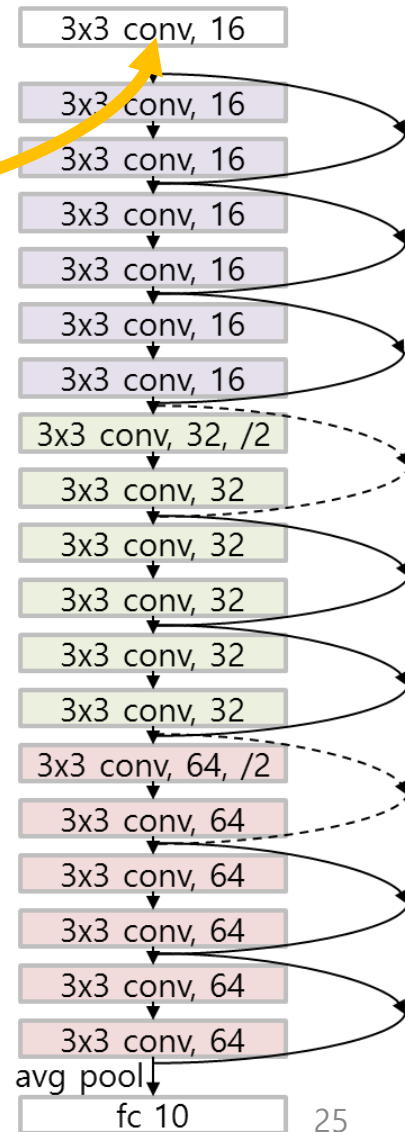 3x3 conv, 16
3x3 conv, 16
3x3 conv, 16
3x3 conv, 16
3x3 conv, 16
3x3 conv, 16
3x3 conv, 16
3x3 conv, 32, /2
3x3 conv, 32
3x3 conv, 32
3x3 conv, 32
3x3 conv, 32
3x3 conv, 32
3x3 conv, 64, /2
3x3 conv, 64
3x3 conv, 64
3x3 conv, 64
3x3 conv, 64
3x3 conv, 64
avg pool
fc 10
25